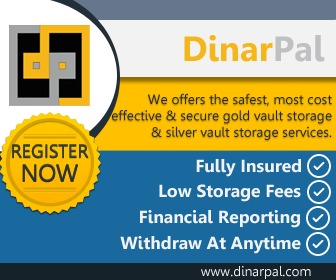 DinarPal
We offers the safest, most cost
effective & secure gold vault storage
& silver vault storage services.
REGISTER
NOW
Fully Insured
Low Storage Fees
Financial Reporting
Withdraw At Anytime
www.dinarpal.com